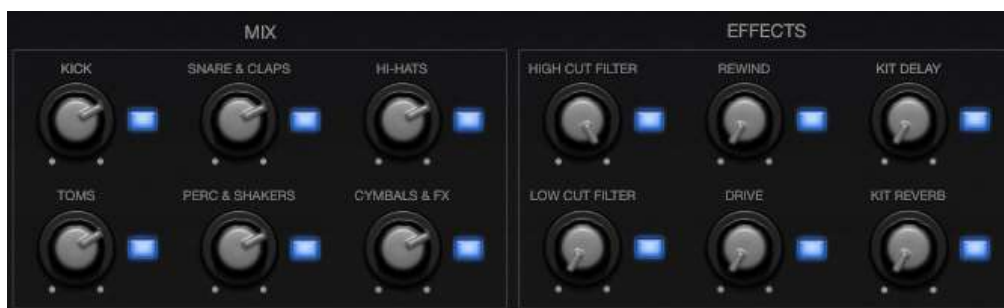 MIX
KICK
SNARE & CLAPS
HI-HATS
TOMS
PERC & SHAKERS
CYMBALS & FX
EFFECTS
HIGH CUT FILTER
REWIND
KIT DELAY
LOW CUT FILTER
DRIVE
KIT REVERB